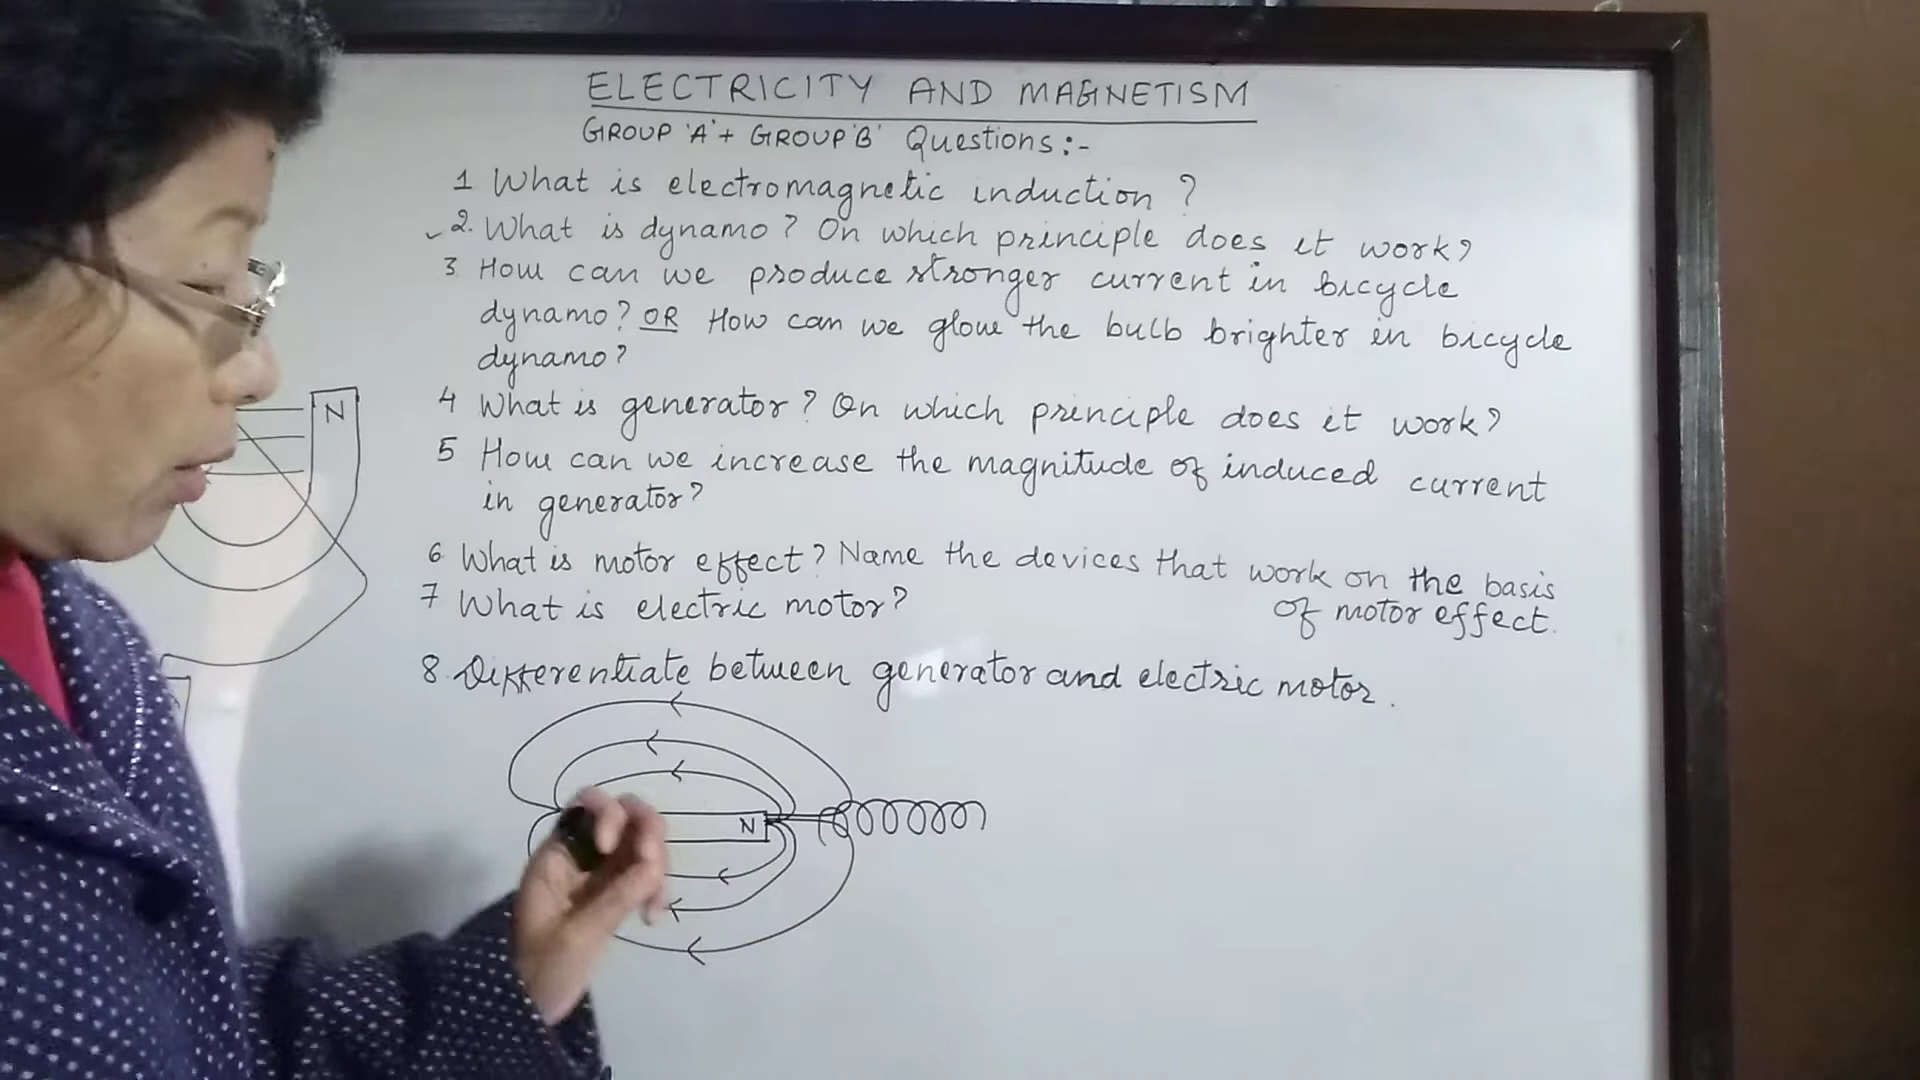 ELECTRICITY AND MAGNETISM
GROUP 'A' + GROUP 'B' Questions :-
1 What is electromagnetic induction ?
2. What is dynamo? On which principle does it work?
3 How can we produce stronger current in bicycle
dynamo? OR How can we glow the bulb brighter in bicycle
dynamo?
4 What is generator? On which principle does it work?
5 How can we increase the magnitude of induced current
in generator?
6 What is motor effect? Name the devices that work on the basis
of motor effect.
7 What is electric motor?
8. Differentiate between generator and electric motor.
N
N